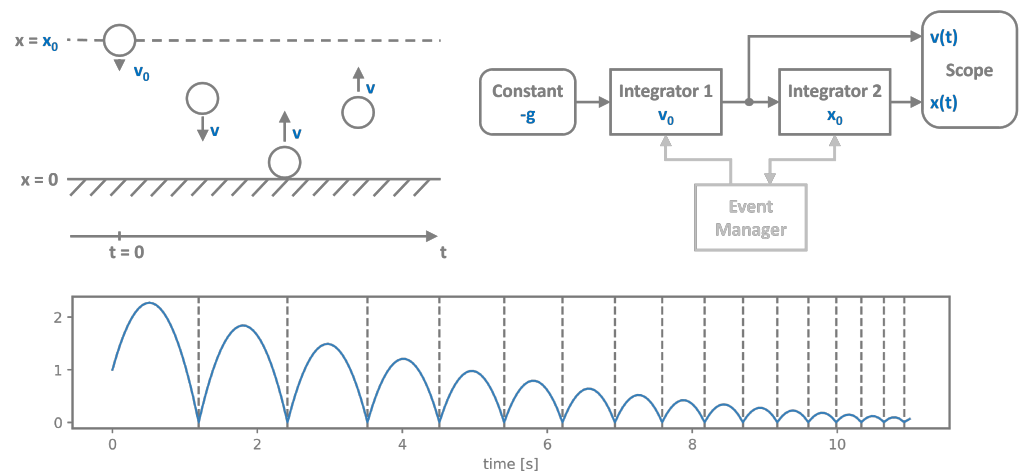 x = x₀
v₀
v
v
v
x = 0
t = 0
t
Constant
-g
Integrator 1
v₀
Integrator 2
x₀
v(t)
Scope
x(t)
Event
Manager
2
1
0
0
2
4
6
8
10
time [s]